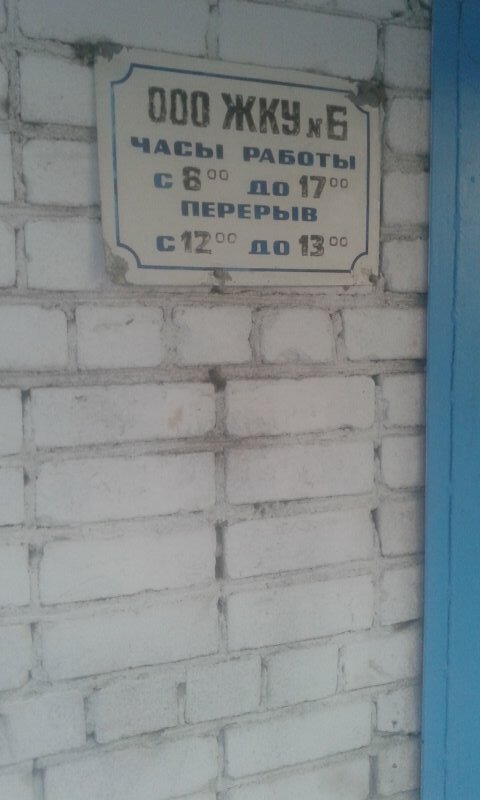 ООО ЖКУ №6
ЧАСЫ РАБОТЫ
С 8⁰⁰ ДО 17⁰⁰
ПЕРЕРЫВ
С 12⁰⁰ ДО 13⁰⁰